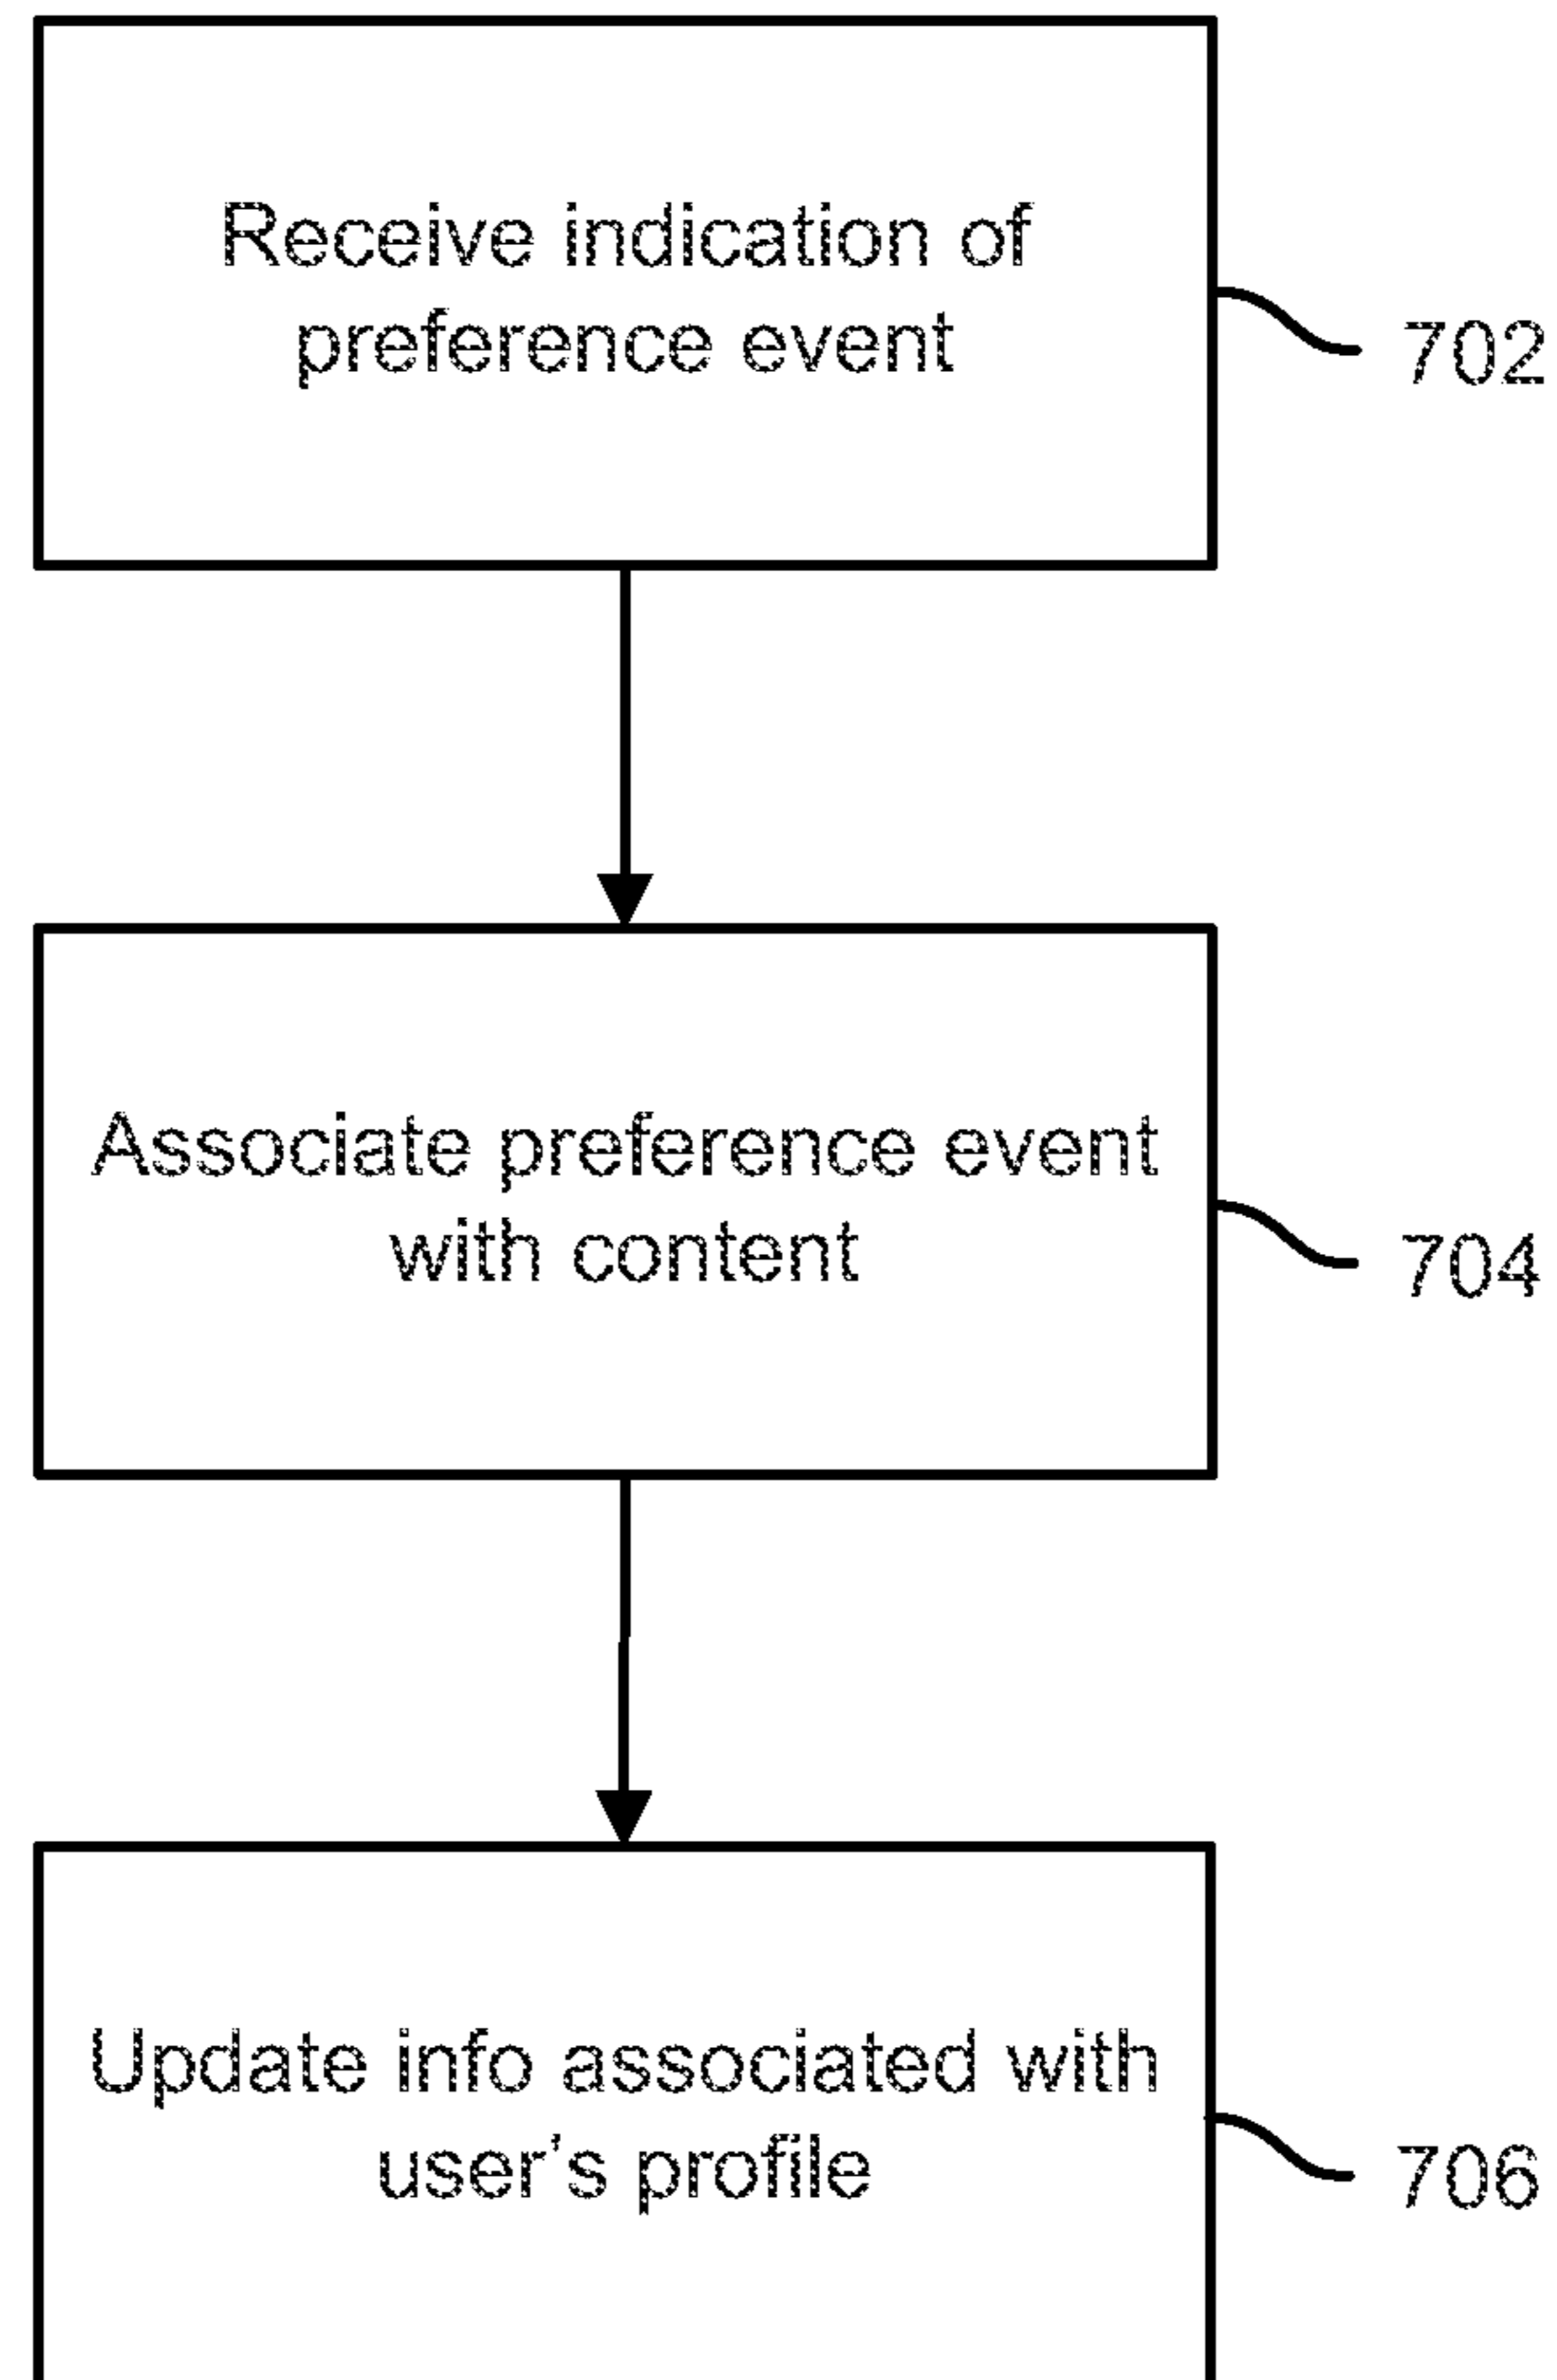 Receive indication of
preference event
702
Associate preference event
with content
704
Update info associated with
user's profile
706